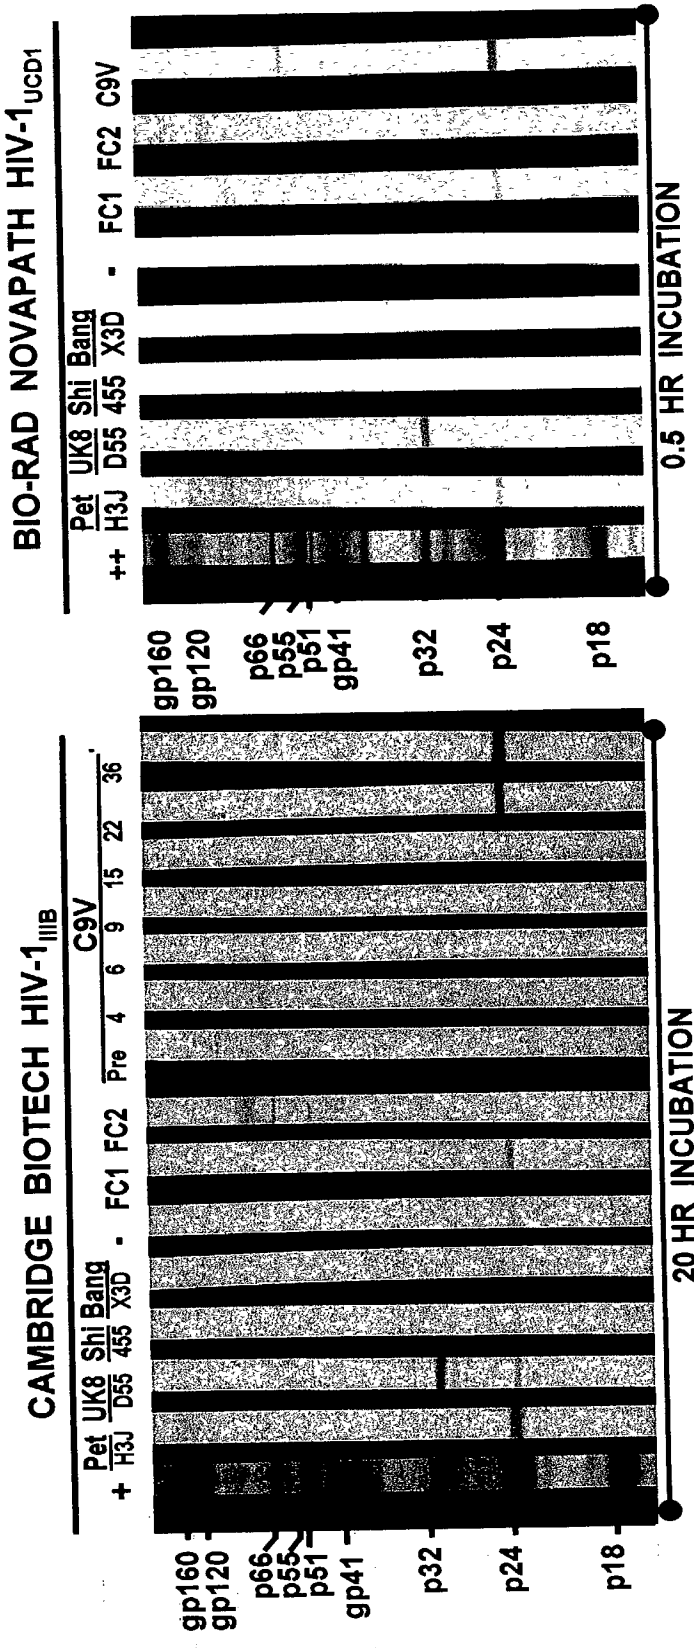 CAMBRIDGE BIOTECH HIV-1IIIB
C9V
Pet UK8 Shi Bang
+ H3J D55 455 X3D - FC1 FC2 Pre 4 6 9 15 22 36
gp160
gp120
p66
p55
p51
gp41
p32
p24
p18
20 HR INCUBATION
BIO-RAD NOVAPATH HIV-1UCD1
Pet UK8 Shi Bang
++ H3J D55 455 X3D - FC1 FC2 C9V
gp160
gp120
p66
p55
p51
gp41
p32
p24
p18
0.5 HR INCUBATION